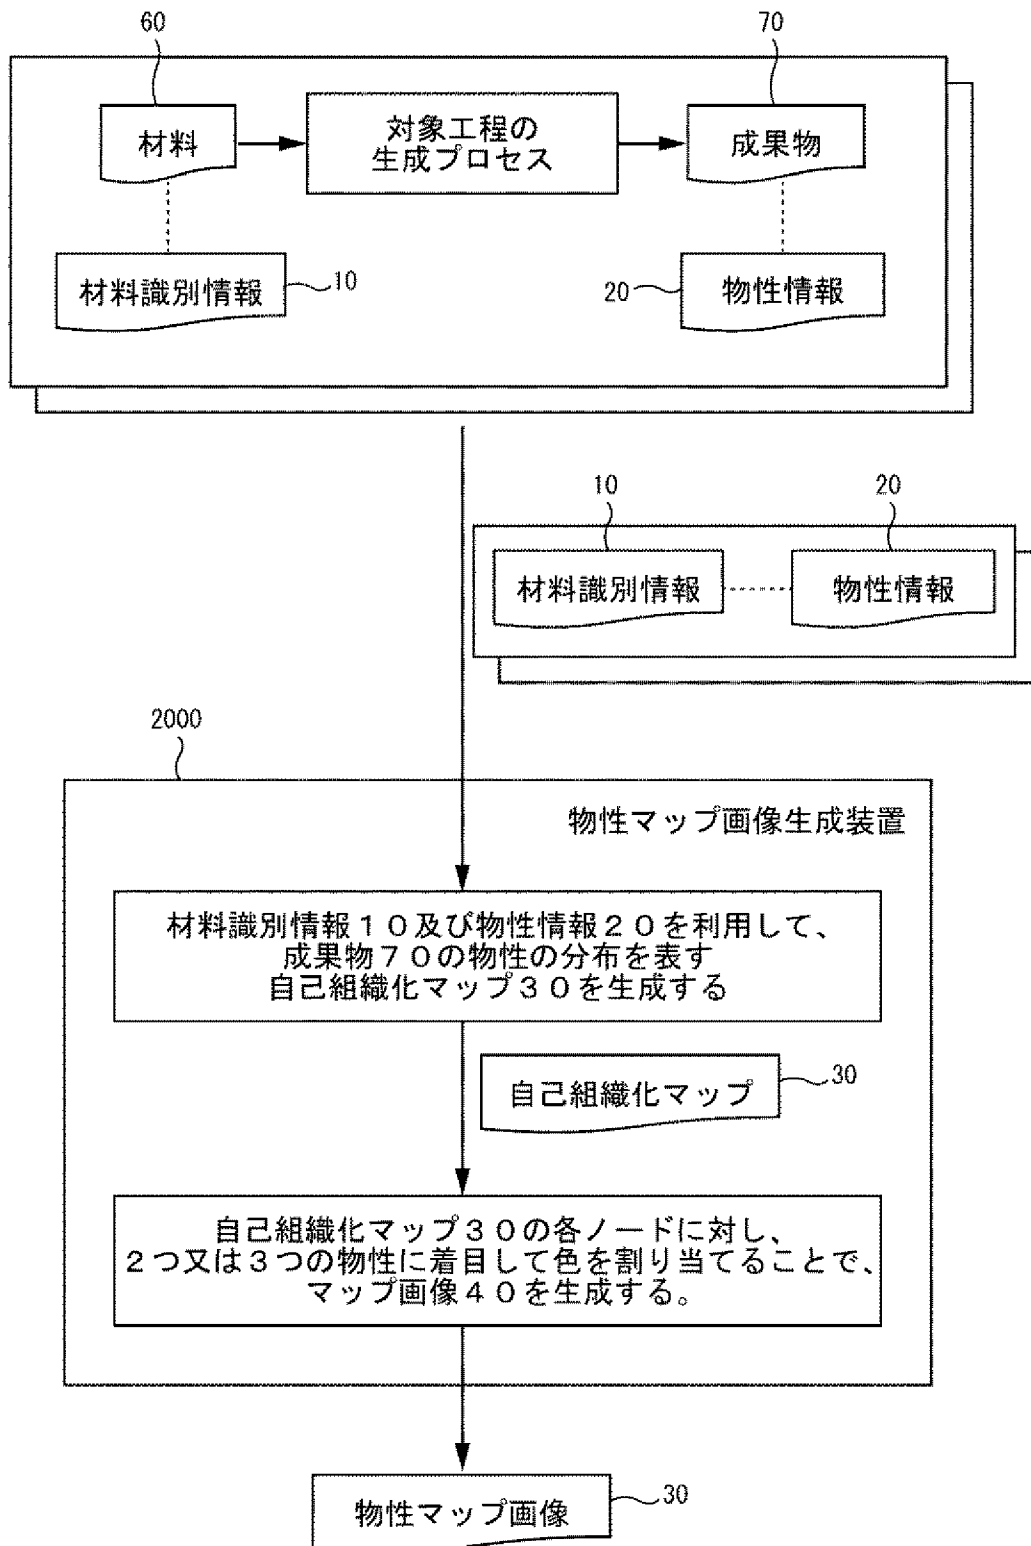 60
70
材料
対象工程の
生成プロセス
成果物
材料識別情報
10
20
物性情報
10
20
材料識別情報
物性情報
2000
物性マップ画像生成装置
材料識別情報１０及び物性情報２０を利用して、
成果物７０の物性の分布を表す
自己組織化マップ３０を生成する
自己組織化マップ
30
自己組織化マップ３０の各ノードに対し、
２つ又は３つの物性に着目して色を割り当てることで、
マップ画像４０を生成する。
物性マップ画像
30